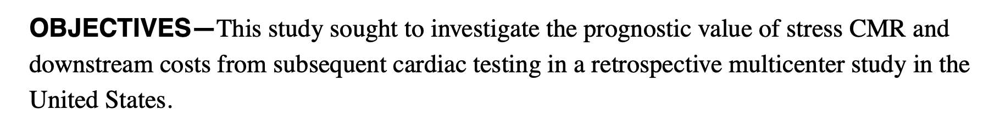 OBJECTIVES—This study sought to investigate the prognostic value of stress CMR and
downstream costs from subsequent cardiac testing in a retrospective multicenter study in the
United States.